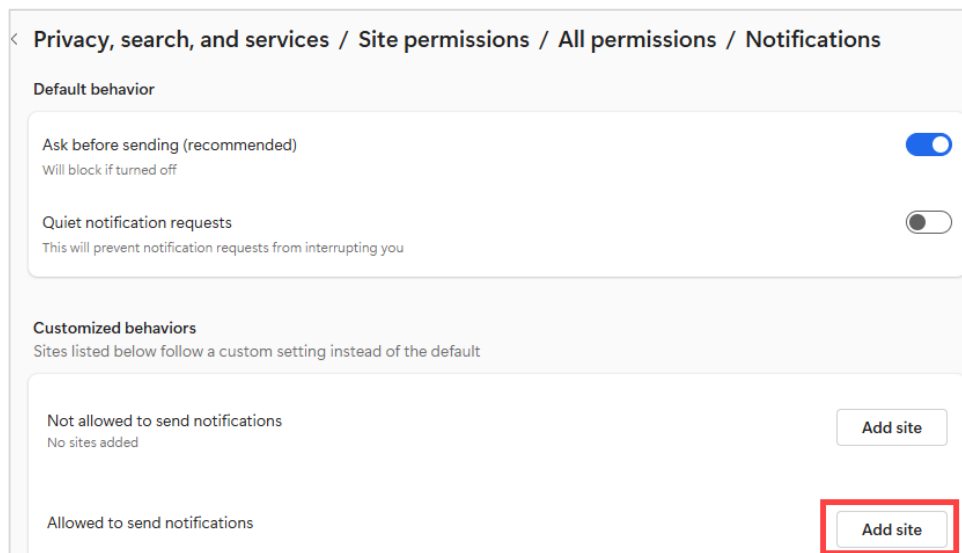 Privacy, search, and services / Site permissions / All permissions / Notifications
Default behavior
Ask before sending (recommended)
Will block if turned off
Quiet notification requests
This will prevent notification requests from interrupting you
Customized behaviors
Sites listed below follow a custom setting instead of the default
Not allowed to send notifications
No sites added
Add site
Allowed to send notifications
Add site